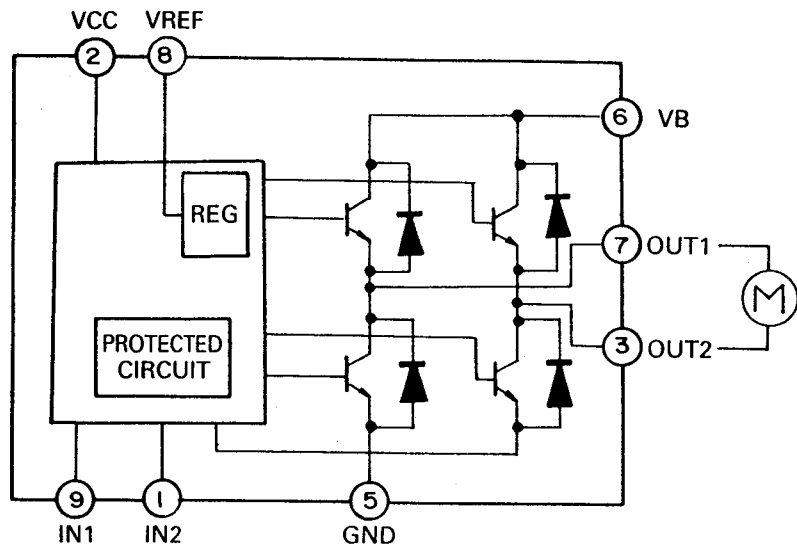 VCC VREF
2 8
6 VB
REG
7 OUT1
M
PROTECTED
CIRCUIT
3 OUT2
9 1 5
IN1 IN2 GND